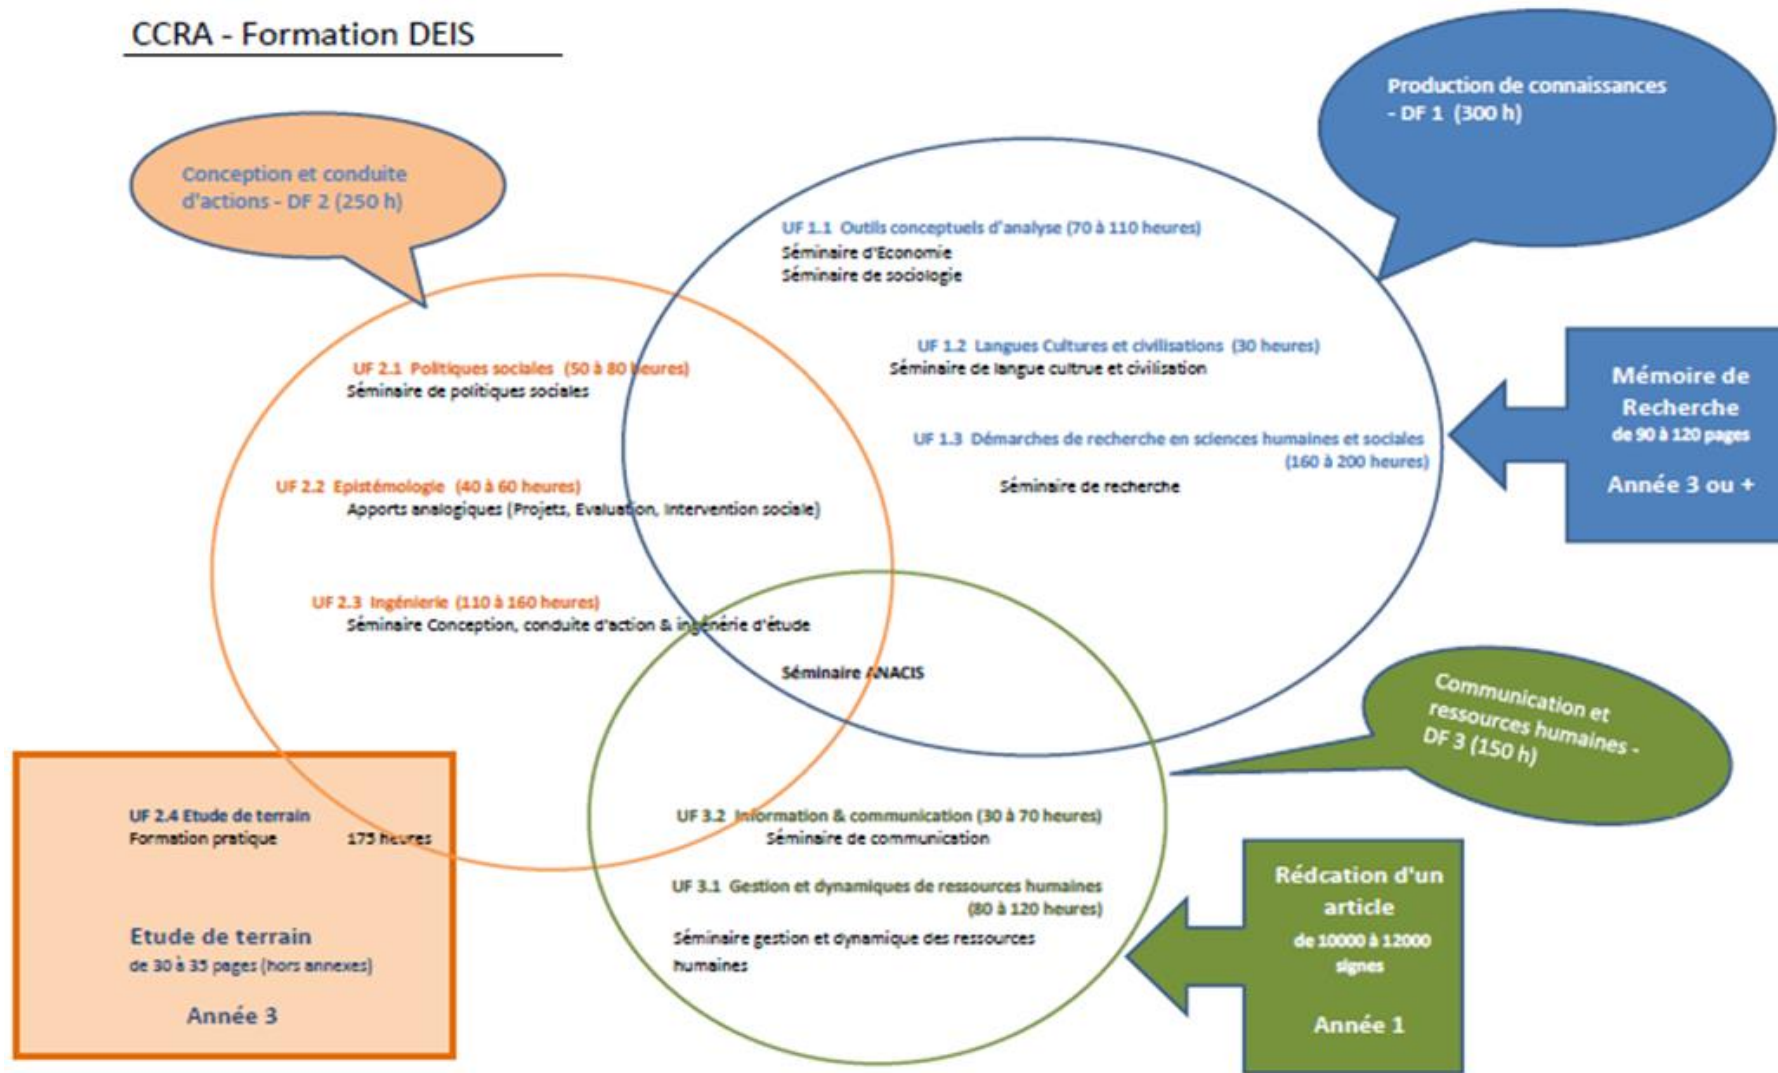 CCRA - Formation DEIS
Production de connaissances
- DF 1 (300 h)
Conception et conduite
d'actions - DF 2 (250 h)
UF 1.1 Outils conceptuels d'analyse (70 à 110 heures)
Séminaire d'Economie
Séminaire de sociologie
UF 1.2 Langues Cultures et civilisations (30 heures)
Séminaire de langue cultrue et civilisation
UF 1.3 Démarches de recherche en sciences humaines et sociales
(160 à 200 heures)
Séminaire de recherche
Mémoire de
Recherche
de 90 à 120 pages
Année 3 ou +
UF 2.1 Politiques sociales (50 à 80 heures)
Séminaire de politiques sociales
UF 2.2 Epistémologie (40 à 60 heures)
Apports analogiques (Projets, Evaluation, Intervention sociale)
UF 2.3 Ingénierie (110 à 160 heures)
Séminaire Conception, conduite d'action & ingénérie d'étude
Séminaire ANACIS
Communication et
ressources humaines -
DF 3 (150 h)
UF 2.4 Etude de terrain
Formation pratique 175 heures
Etude de terrain
de 30 à 35 pages (hors annexes)
Année 3
UF 3.2 Information & communication (30 à 70 heures)
Séminaire de communication
UF 3.1 Gestion et dynamiques de ressources humaines
(80 à 120 heures)
Séminaire gestion et dynamique des ressources
humaines
Rédcation d'un
article
de 10000 à 12000
signes
Année 1